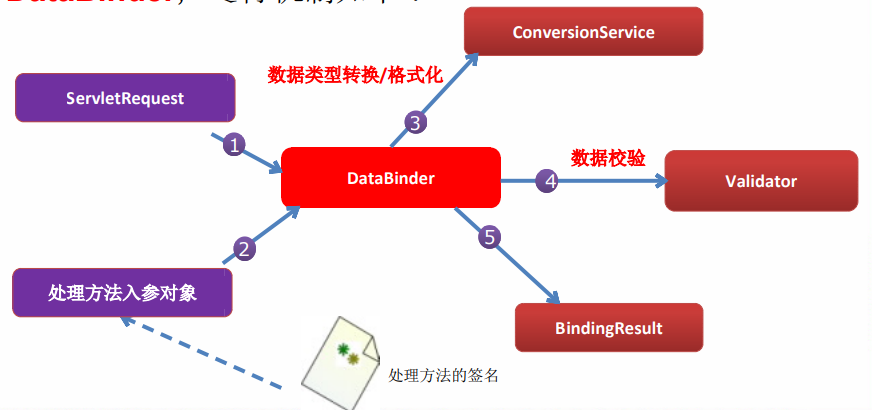 DataBinder，
ConversionService
数据类型转换/格式化
ServletRequest
3
1
数据校验
DataBinder
4
Validator
2
5
处理方法入参对象
BindingResult
处理方法的签名